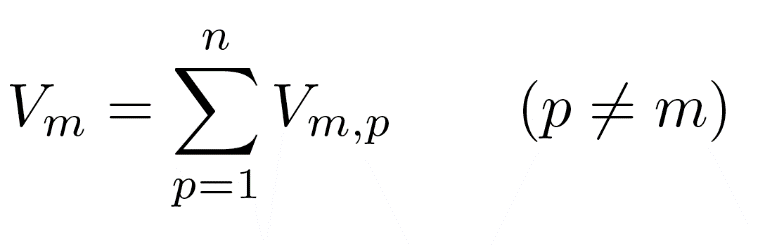 $V_m = \sum_{p=1}^{n} V_{m,p} \qquad (p \neq m)$